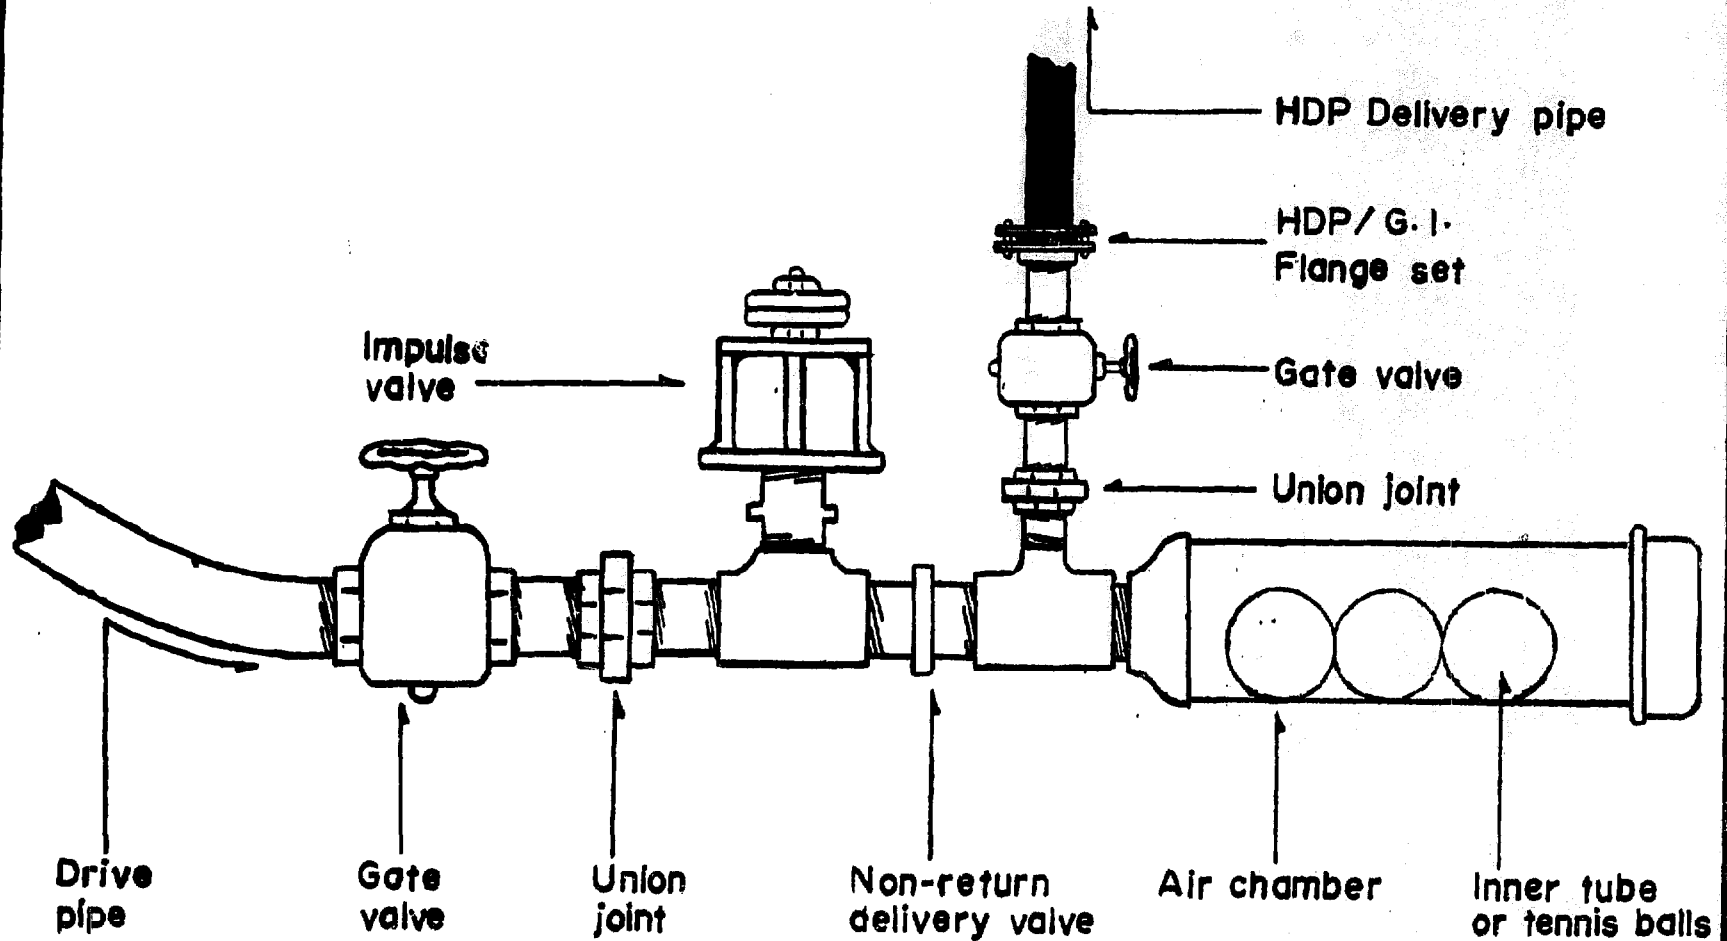 HDP Delivery pipe
HDP/G.I.
Flange set
Impulse
valve
Gate valve
Union joint
Drive
pipe
Gate
valve
Union
joint
Non-return
delivery valve
Air chamber
Inner tube
or tennis balls